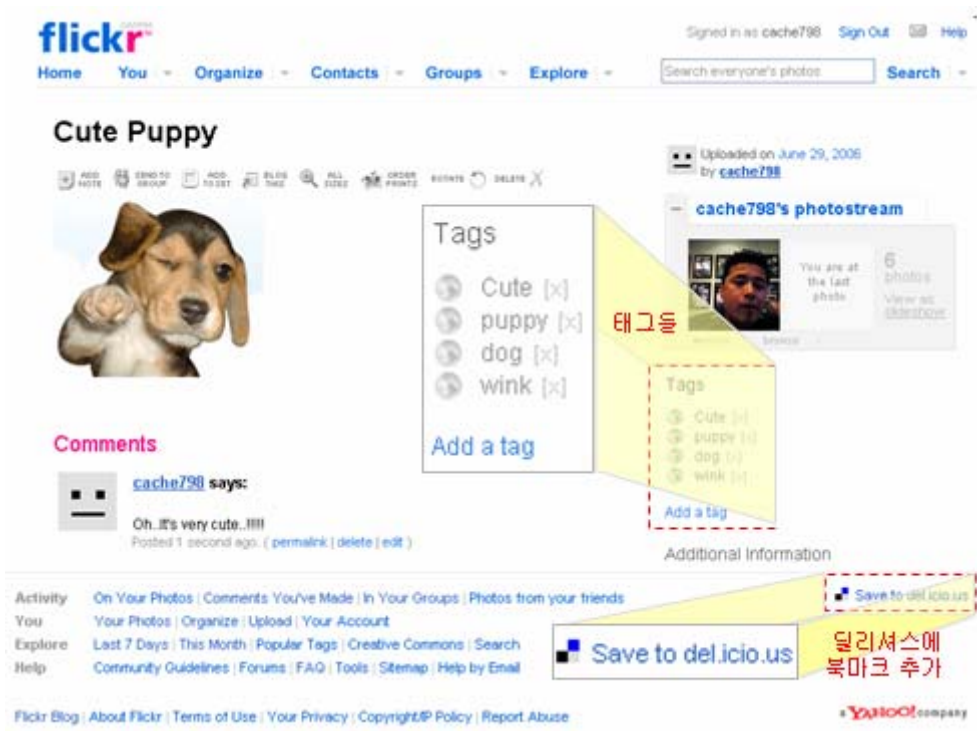 flickr GAMMA
Signed in as cache798 Sign Out Help
Home You Organize Contacts Groups Explore
Search everyone's photos Search
Cute Puppy
ADD NOTE SEND TO GROUP ADD TO SET BLOG THIS ALL SIZES ORDER PRINTS ROTATE DELETE
Uploaded on June 29, 2006
by cache798
cache798's photostream
You are at the last photo
6 photos
View as slideshow
browse
Tags
Cute [x]
puppy [x]
dog [x]
wink [x]
Add a tag
태그들
Tags
Cute [x]
puppy [x]
dog [x]
wink [x]
Add a tag
Additional Information
Comments
cache798 says:
Oh..It's very cute..!!!!!
Posted 1 second ago. ( permalink | delete | edit )
Activity On Your Photos | Comments You've Made | In Your Groups | Photos from your friends
You Your Photos | Organize | Upload | Your Account
Explore Last 7 Days | This Month | Popular Tags | Creative Commons | Search
Help Community Guidelines | Forums | FAQ | Tools | Sitemap | Help by Email
Save to del.icio.us
Save to del.icio.us
딜리셔스에
북마크 추가
Flickr Blog | About Flickr | Terms of Use | Your Privacy | Copyright/IP Policy | Report Abuse
a YAHOO! company